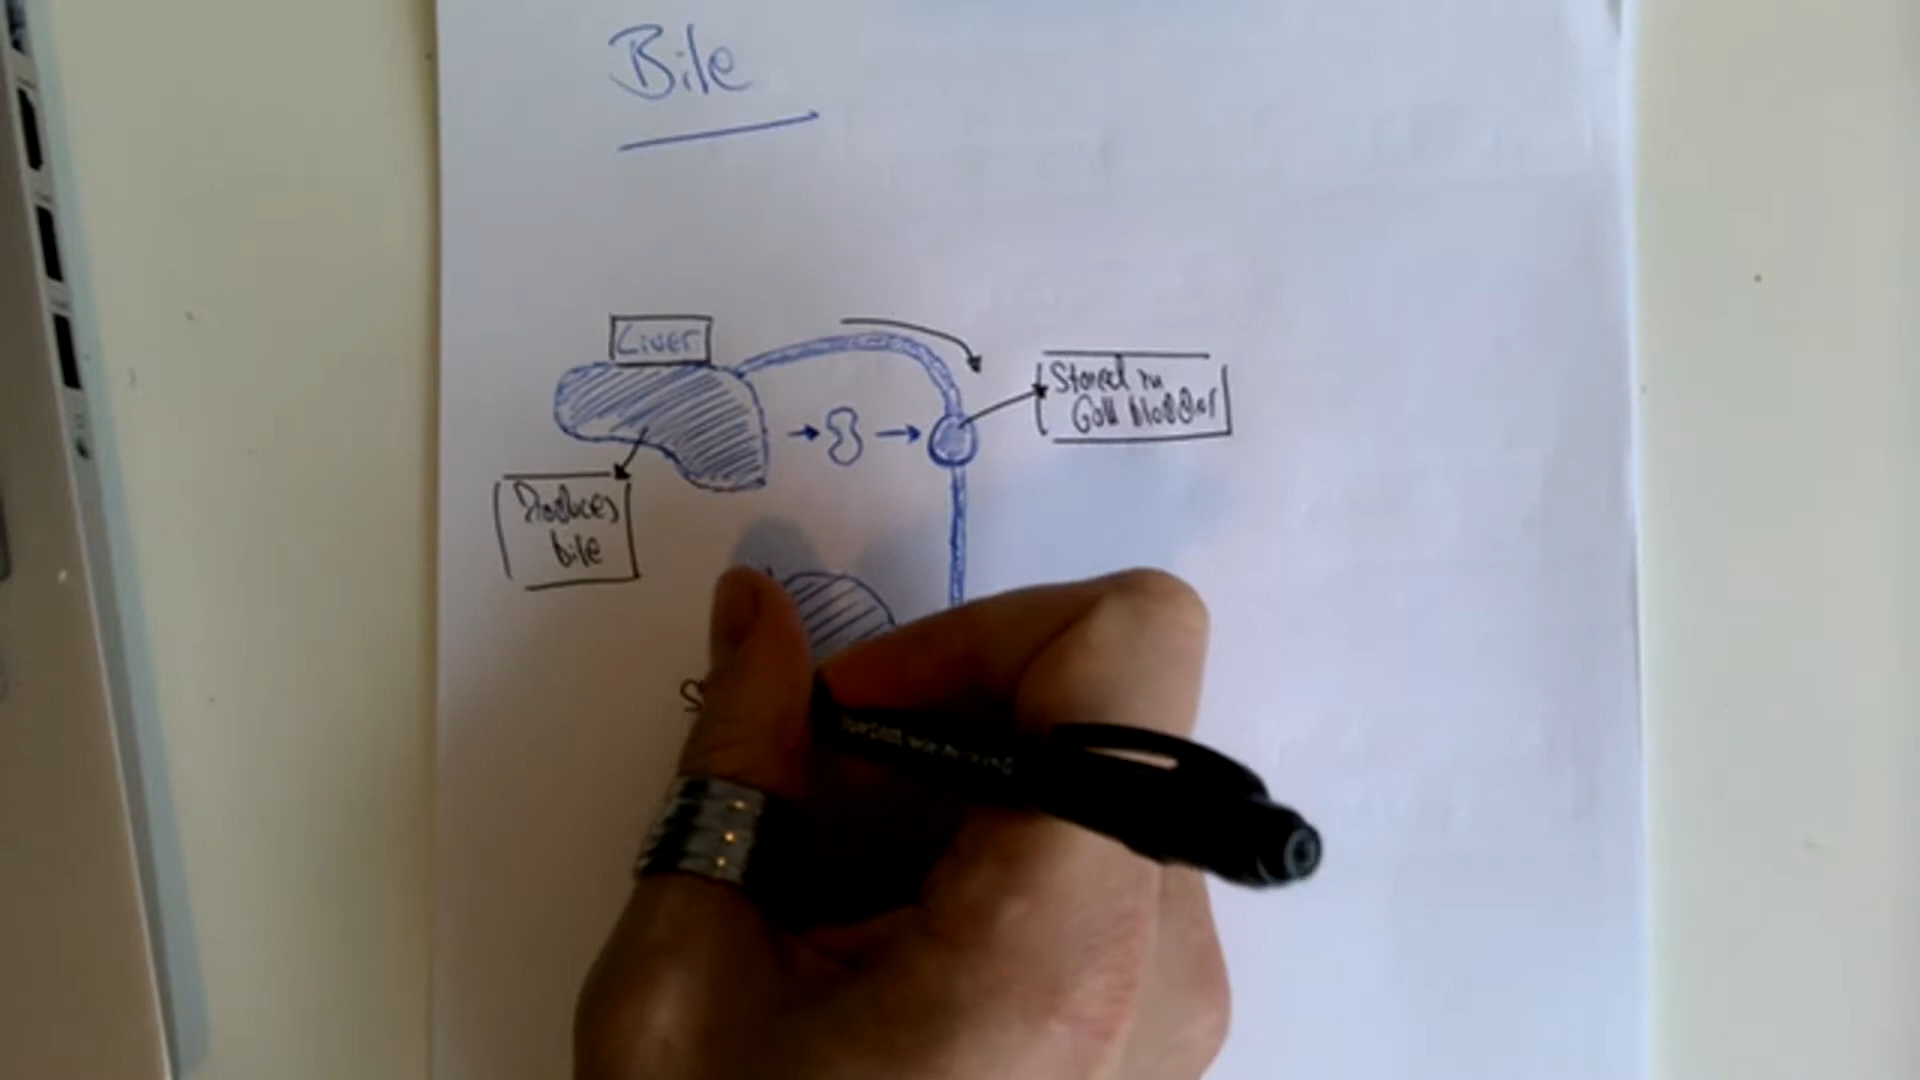 Bile
Liver
Stored in
Gall bladder
Produces
bile
S